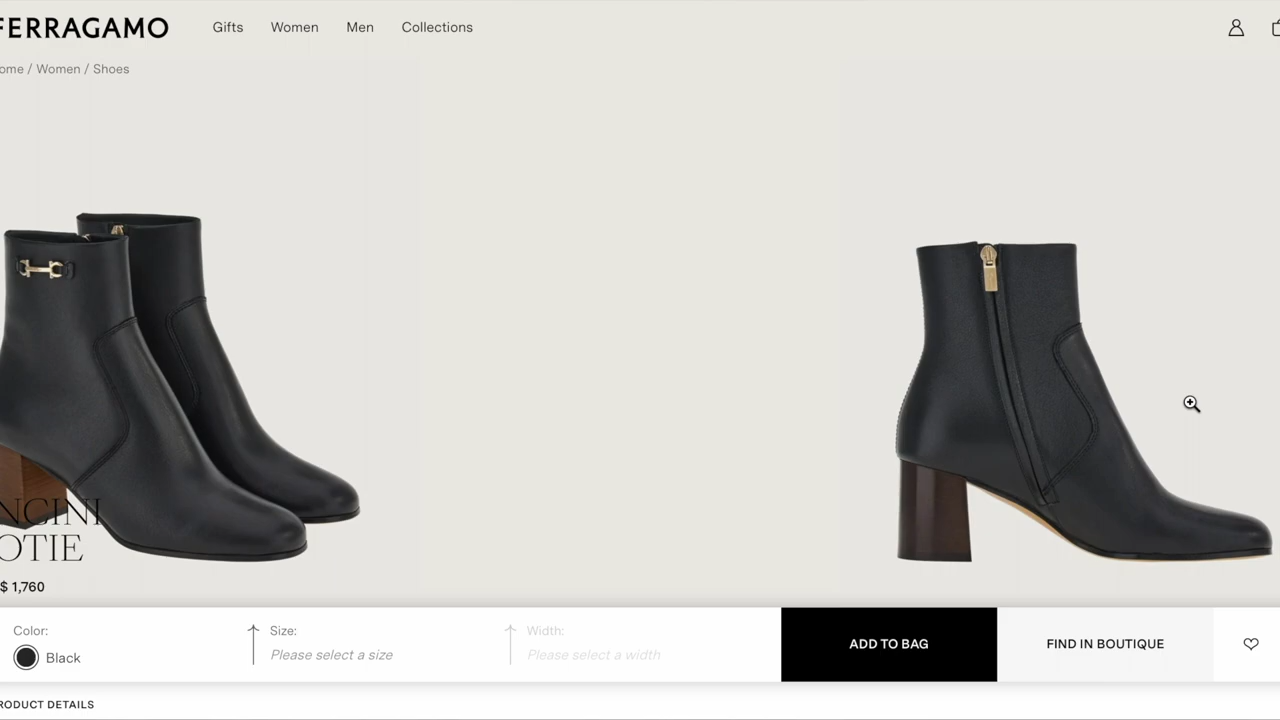 FERRAGAMO
Gifts
Women
Men
Collections
ome / Women / Shoes
NCINI
OTIE
$ 1,760
Color:
Black
Size:
Please select a size
Width:
Please select a width
ADD TO BAG
FIND IN BOUTIQUE
RODUCT DETAILS